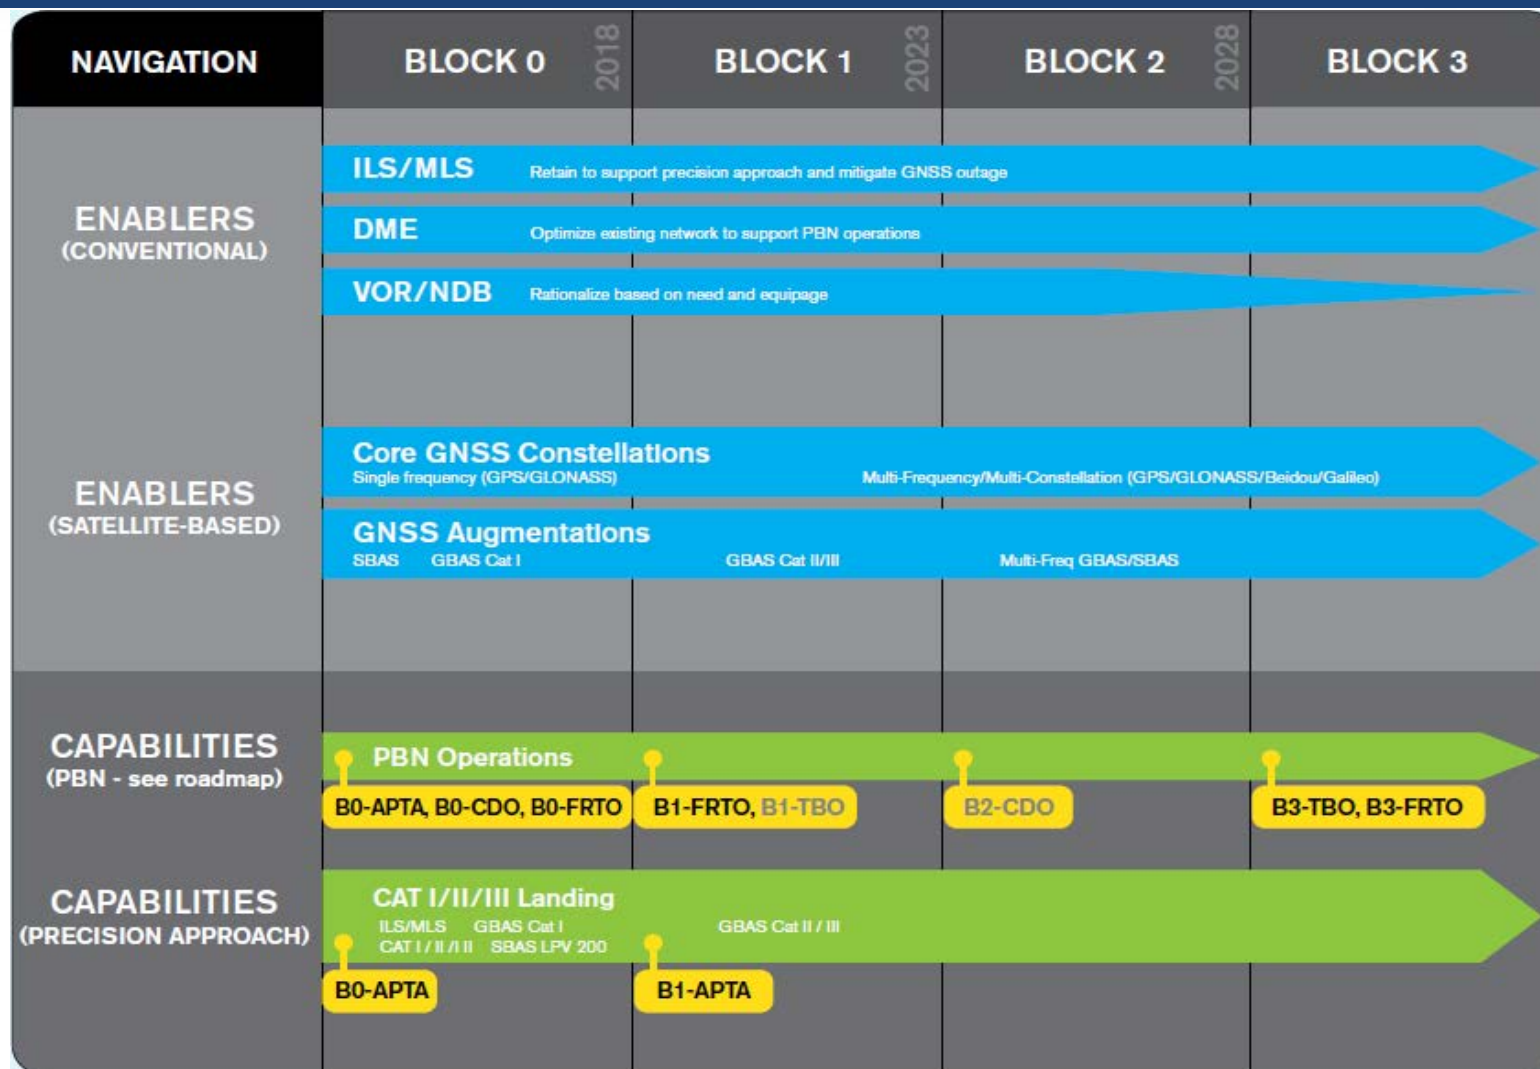 NAVIGATION
BLOCK 0
2018
BLOCK 1
2023
BLOCK 2
2028
BLOCK 3
ENABLERS
(CONVENTIONAL)
ILS/MLS Retain to support precision approach and mitigate GNSS outage
DME Optimize existing network to support PBN operations
VOR/NDB Rationalize based on need and equipage
ENABLERS
(SATELLITE-BASED)
Core GNSS Constellations
Single frequency (GPS/GLONASS) Multi-Frequency/Multi-Constellation (GPS/GLONASS/Beidou/Galileo)
GNSS Augmentations
SBAS GBAS Cat I GBAS Cat II/III Multi-Freq GBAS/SBAS
CAPABILITIES
(PBN - see roadmap)
PBN Operations
B0-APTA, B0-CDO, B0-FRTO
B1-FRTO, B1-TBO
B2-CDO
B3-TBO, B3-FRTO
CAPABILITIES
(PRECISION APPROACH)
CAT I/II/III Landing
ILS/MLS GBAS Cat I GBAS Cat II / III
CAT I / II / I II SBAS LPV 200
B0-APTA
B1-APTA